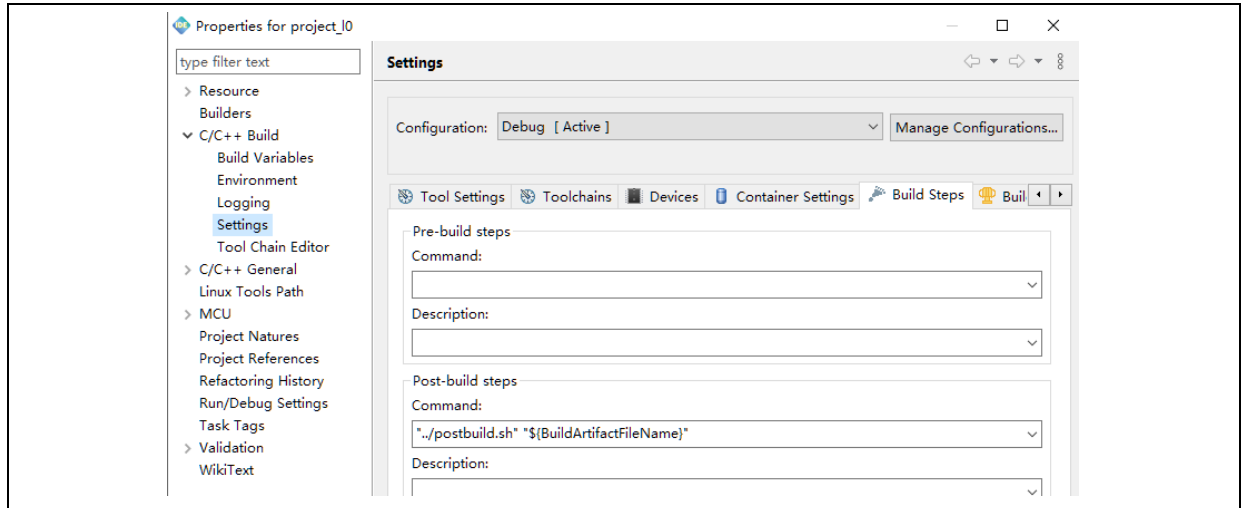 Properties for project_l0
type filter text
Resource
Builders
C/C++ Build
Build Variables
Environment
Logging
Settings
Tool Chain Editor
C/C++ General
Linux Tools Path
MCU
Project Natures
Project References
Refactoring History
Run/Debug Settings
Task Tags
Validation
WikiText
Settings
Configuration: Debug [ Active ] Manage Configurations...
Tool Settings Toolchains Devices Container Settings Build Steps Buil
Pre-build steps
Command:
Description:
Post-build steps
Command:
"../postbuild.sh" "${BuildArtifactFileName}"
Description: